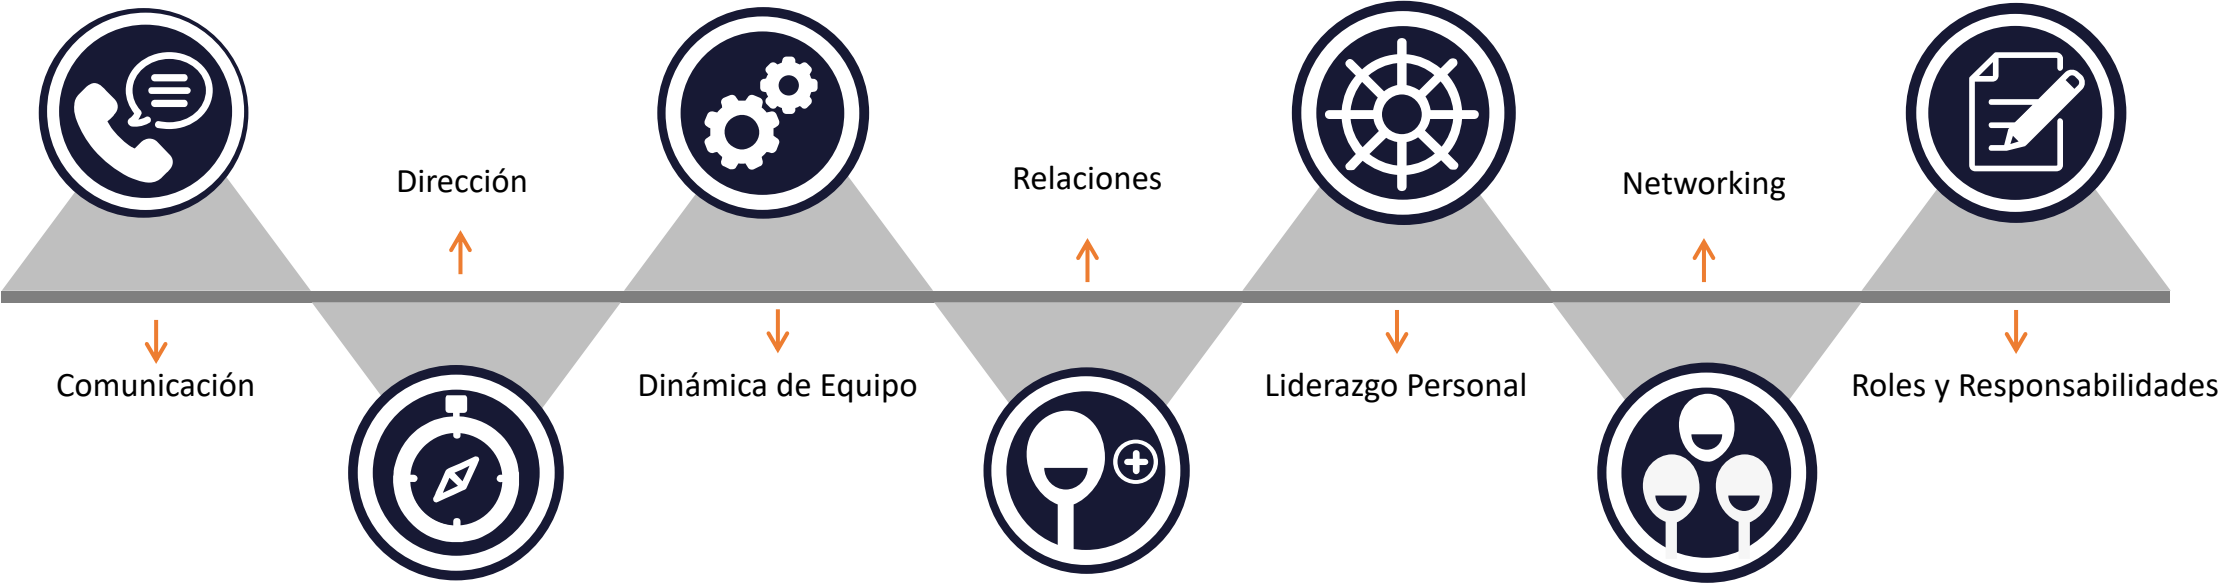 Comunicación
Dirección
Dinámica de Equipo
Relaciones
Liderazgo Personal
Networking
Roles y Responsabilidades